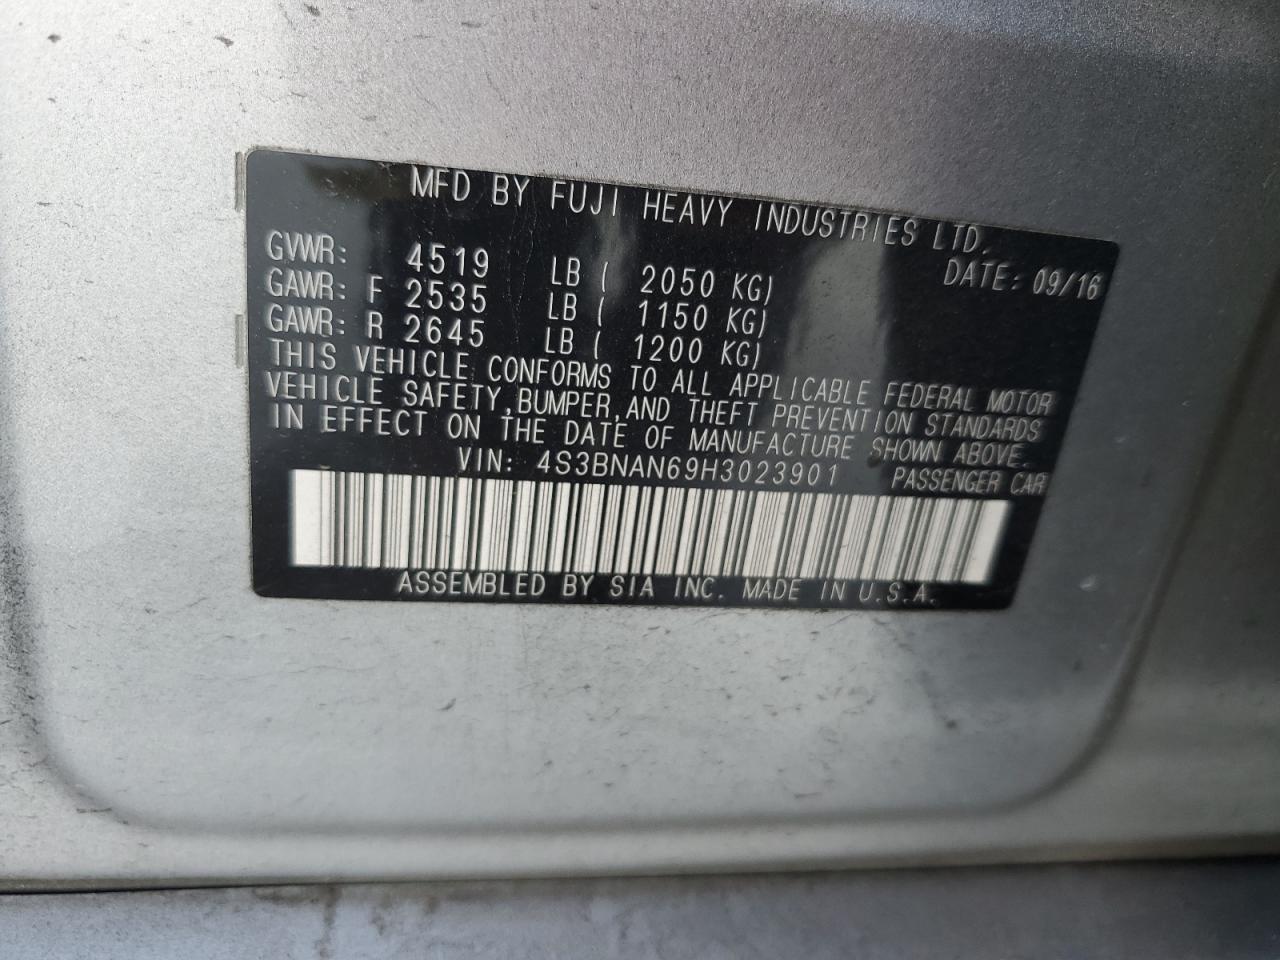 MFD BY FUJI HEAVY INDUSTRIES LTD.
DATE: 09/16
GVWR: 4519 LB ( 2050 KG)
GAWR: F 2535 LB ( 1150 KG)
GAWR: R 2645 LB ( 1200 KG)
THIS VEHICLE CONFORMS TO ALL APPLICABLE FEDERAL MOTOR
VEHICLE SAFETY, BUMPER, AND THEFT PREVENTION STANDARDS
IN EFFECT ON THE DATE OF MANUFACTURE SHOWN ABOVE.
VIN: 4S3BNAN69H3023901 PASSENGER CAR
ASSEMBLED BY SIA INC. MADE IN U.S.A.